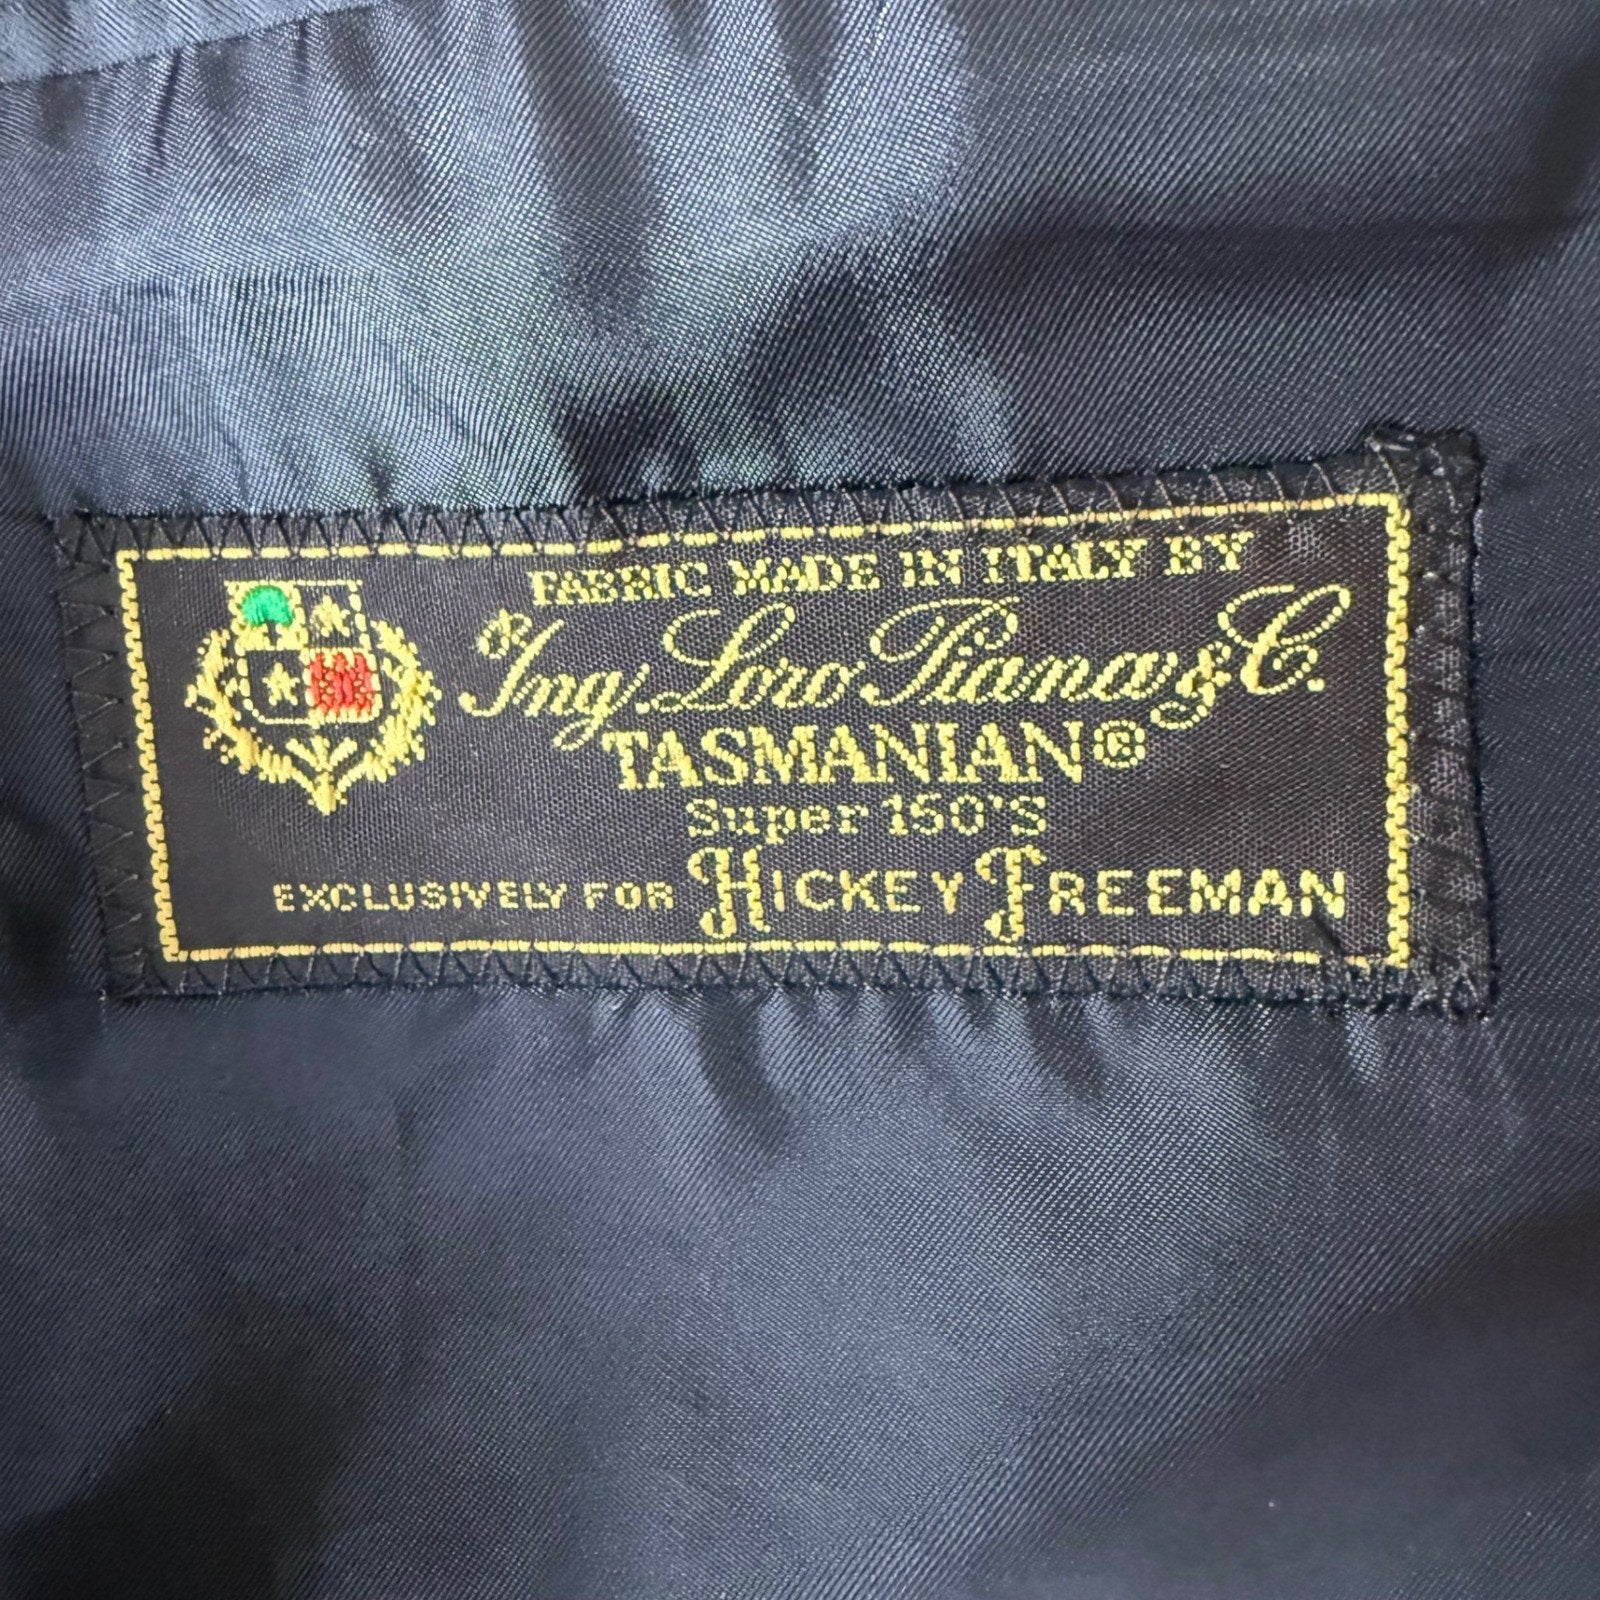 FABRIC MADE IN ITALY BY
Ing. Loro Piana & C.
TASMANIAN®
Super 150'S
EXCLUSIVELY FOR HICKEY FREEMAN